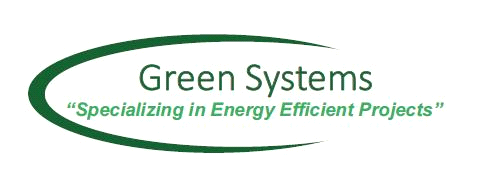 Green Systems
“Specializing in Energy Efficient Projects”